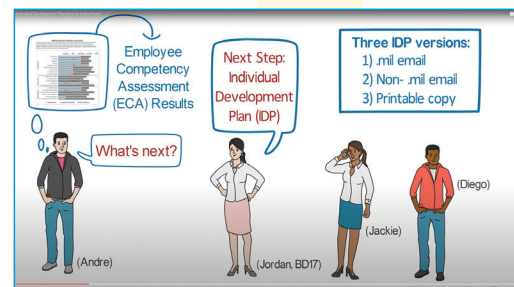 Employee
Competency
Assessment
(ECA) Results
Next Step:
Individual
Development
Plan (IDP)
Three IDP versions:
1) .mil email
2) Non- .mil email
3) Printable copy
What's next?
(Andre)
(Jordan, BD17)
(Jackie)
(Diego)